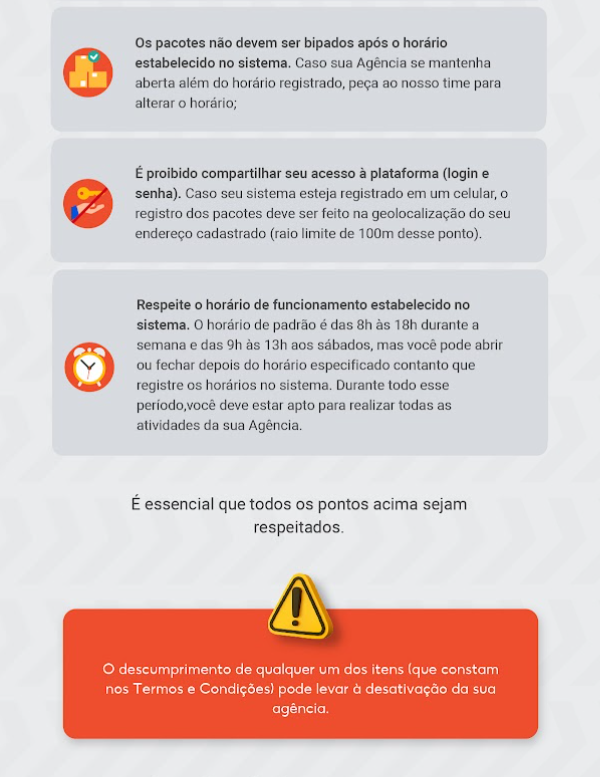 Os pacotes não devem ser bipados após o horário
estabelecido no sistema. Caso sua Agência se mantenha
aberta além do horário registrado, peça ao nosso time para
alterar o horário;
É proibido compartilhar seu acesso à plataforma (login e
senha). Caso seu sistema esteja registrado em um celular, o
registro dos pacotes deve ser feito na geolocalização do seu
endereço cadastrado (raio limite de 100m desse ponto).
Respeite o horário de funcionamento estabelecido no
sistema. O horário de padrão é das 8h às 18h durante a
semana e das 9h às 13h aos sábados, mas você pode abrir
ou fechar depois do horário especificado contanto que
registre os horários no sistema. Durante todo esse
período,você deve estar apto para realizar todas as
atividades da sua Agência.
É essencial que todos os pontos acima sejam
respeitados.
O descumprimento de qualquer um dos itens (que constam
nos Termos e Condições) pode levar à desativação da sua
agência.